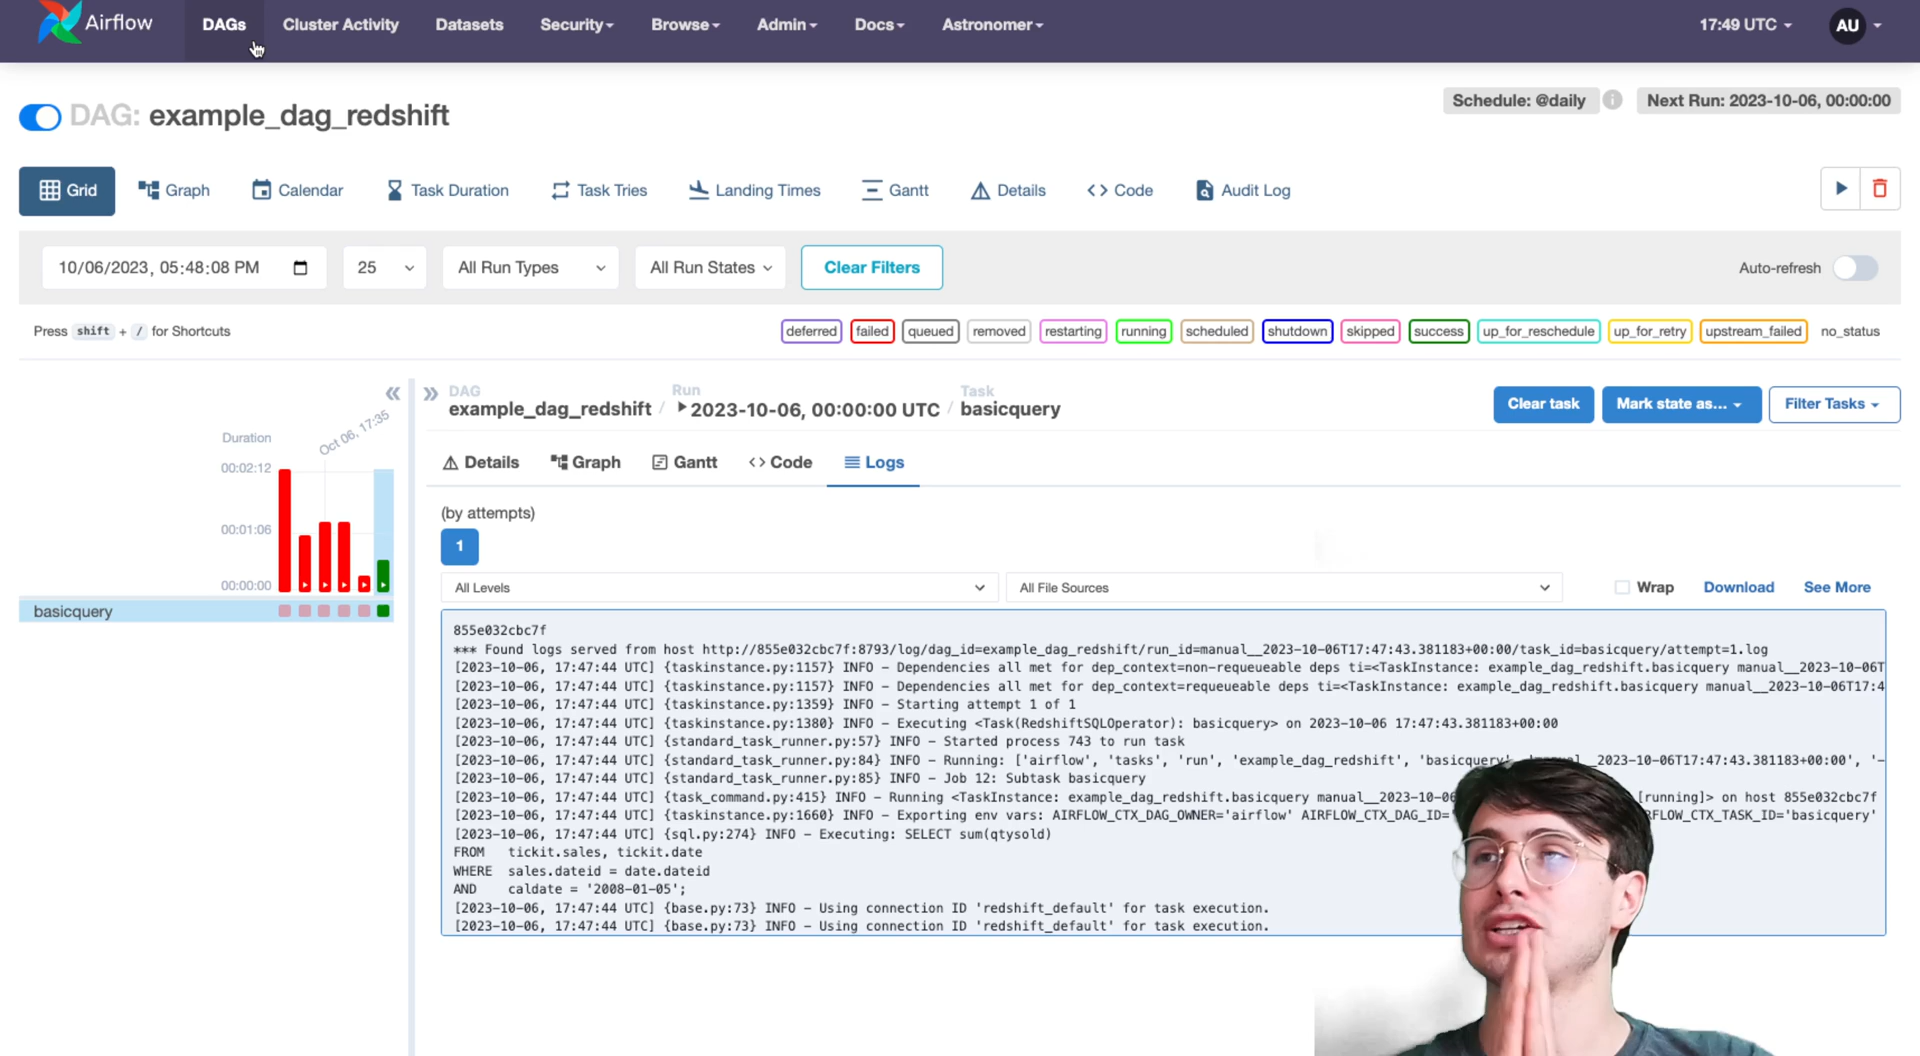 Airflow
DAGs Cluster Activity Datasets Security Browse Admin Docs Astronomer 17:49 UTC AU
DAG: example_dag_redshift
Schedule: @daily i Next Run: 2023-10-06, 00:00:00
Grid Graph Calendar Task Duration Task Tries Landing Times Gantt Details Code Audit Log
10/06/2023, 05:48:08 PM 25 All Run Types All Run States Clear Filters Auto-refresh
Press shift + / for Shortcuts
deferred failed queued removed restarting running scheduled shutdown skipped success up_for_reschedule up_for_retry upstream_failed no_status
Duration
Oct 06, 17:35
00:02:12
00:01:06
00:00:00
basicquery
DAG Run Task
example_dag_redshift / 2023-10-06, 00:00:00 UTC / basicquery
Clear task Mark state as... Filter Tasks
Details Graph Gantt Code Logs
(by attempts)
1
All Levels All File Sources Wrap Download See More
855e032cbc7f
*** Found logs served from host http://855e032cbc7f:8793/log/dag_id=example_dag_redshift/run_id=manual__2023-10-06T17:47:43.381183+00:00/task_id=basicquery/attempt=1.log
[2023-10-06, 17:47:44 UTC] {taskinstance.py:1157} INFO - Dependencies all met for dep_context=non-requeueable deps ti=<TaskInstance: example_dag_redshift.basicquery manual__2023-10-06T
[2023-10-06, 17:47:44 UTC] {taskinstance.py:1157} INFO - Dependencies all met for dep_context=requeueable deps ti=<TaskInstance: example_dag_redshift.basicquery manual__2023-10-06T17:4
[2023-10-06, 17:47:44 UTC] {taskinstance.py:1359} INFO - Starting attempt 1 of 1
[2023-10-06, 17:47:44 UTC] {taskinstance.py:1380} INFO - Executing <Task(RedshiftSQLOperator): basicquery> on 2023-10-06 17:47:43.381183+00:00
[2023-10-06, 17:47:44 UTC] {standard_task_runner.py:57} INFO - Started process 743 to run task
[2023-10-06, 17:47:44 UTC] {standard_task_runner.py:84} INFO - Running: ['airflow', 'tasks', 'run', 'example_dag_redshift', 'basicquery', 'manual__2023-10-06T17:47:43.381183+00:00', '-
[2023-10-06, 17:47:44 UTC] {standard_task_runner.py:85} INFO - Job 12: Subtask basicquery
[2023-10-06, 17:47:44 UTC] {task_command.py:415} INFO - Running <TaskInstance: example_dag_redshift.basicquery manual__2023-10-06 [running]> on host 855e032cbc7f
[2023-10-06, 17:47:44 UTC] {taskinstance.py:1660} INFO - Exporting env vars: AIRFLOW_CTX_DAG_OWNER='airflow' AIRFLOW_CTX_DAG_ID= RFLOW_CTX_TASK_ID='basicquery'
[2023-10-06, 17:47:44 UTC] {sql.py:274} INFO - Executing: SELECT sum(qtysold)
FROM tickit.sales, tickit.date
WHERE sales.dateid = date.dateid
AND caldate = '2008-01-05';
[2023-10-06, 17:47:44 UTC] {base.py:73} INFO - Using connection ID 'redshift_default' for task execution.
[2023-10-06, 17:47:44 UTC] {base.py:73} INFO - Using connection ID 'redshift_default' for task execution.